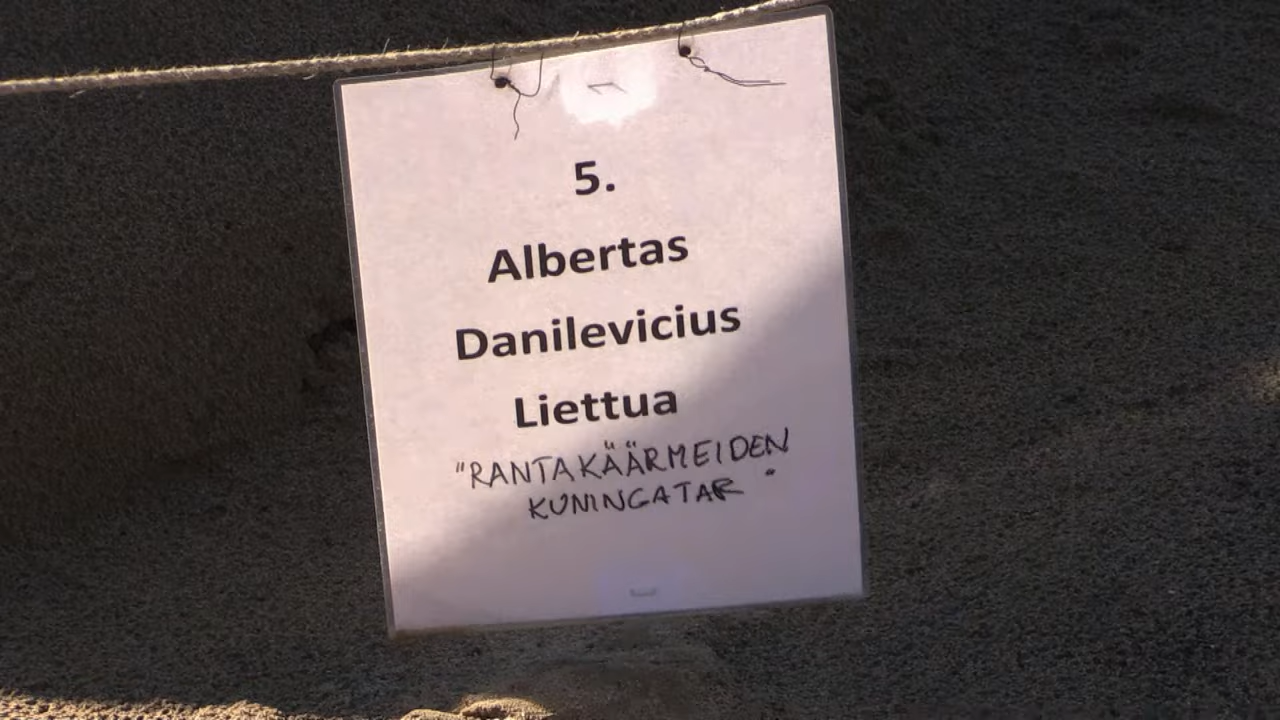 5.
Albertas
Danilevicius
Liettua
"RANTAKÄÄRMEIDEN
KUNINGATAR"